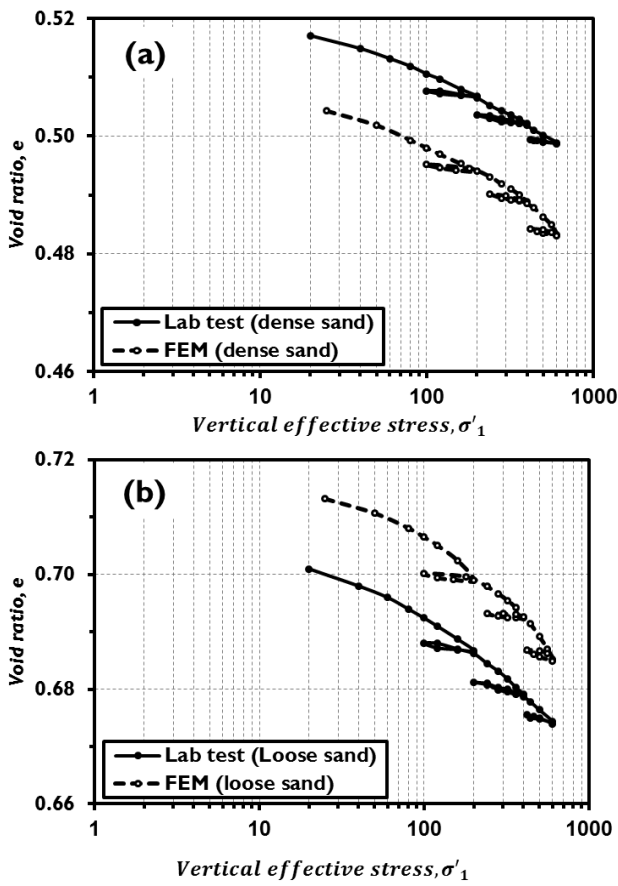 0.52
(a)
0.50
Void ratio, e
0.48
Lab test (dense sand)
FEM (dense sand)
0.46
1 10 100 1000
Vertical effective stress, σ′₁
0.72
(b)
0.70
Void ratio, e
0.68
Lab test (Loose sand)
FEM (loose sand)
0.66
1 10 100 1000
Vertical effective stress, σ′₁